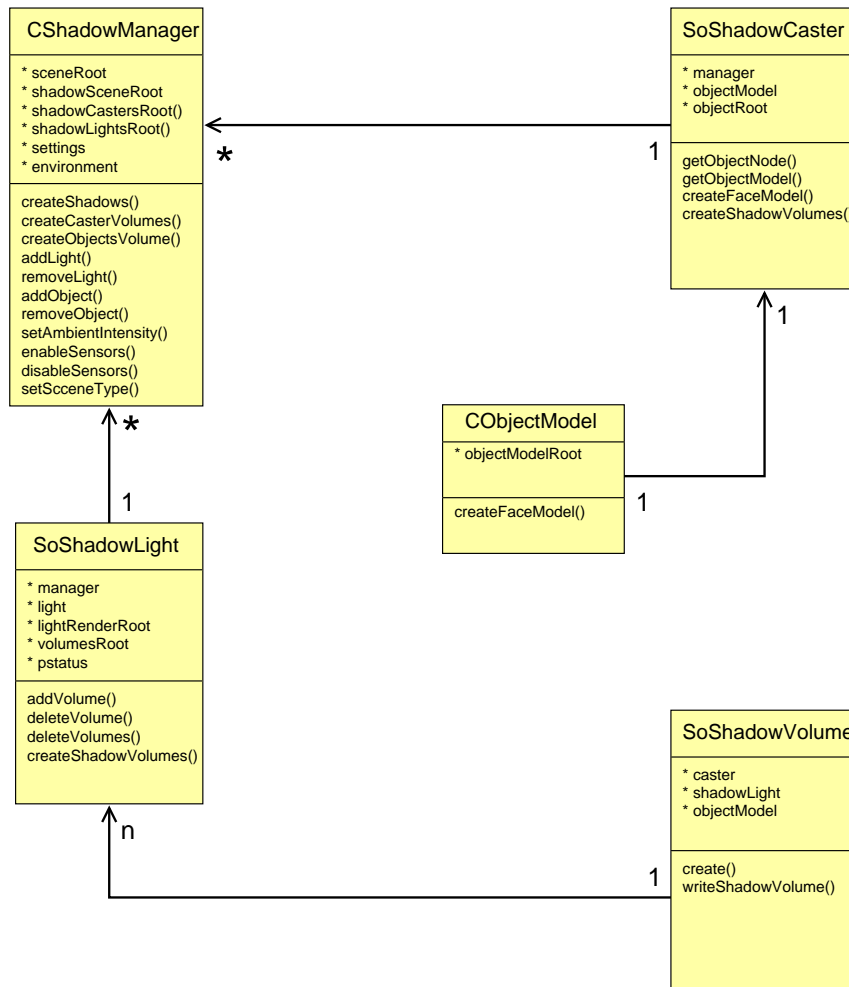 CShadowManager
* sceneRoot
* shadowSceneRoot
* shadowCastersRoot()
* shadowLightsRoot()
* settings
* environment
createShadows()
createCasterVolumes()
createObjectsVolume()
addLight()
removeLight()
addObject()
removeObject()
setAmbientIntensity()
enableSensors()
disableSensors()
setScceneType()
*
1
SoShadowCaster
* manager
* objectModel
* objectRoot
getObjectNode()
getObjectModel()
createFaceModel()
createShadowVolumes(
1
CObjectModel
* objectModelRoot
createFaceModel()
1
*
1
SoShadowLight
* manager
* light
* lightRenderRoot
* volumesRoot
* pstatus
addVolume()
deleteVolume()
deleteVolumes()
createShadowVolumes()
n
1
SoShadowVolume
* caster
* shadowLight
* objectModel
create()
writeShadowVolume()